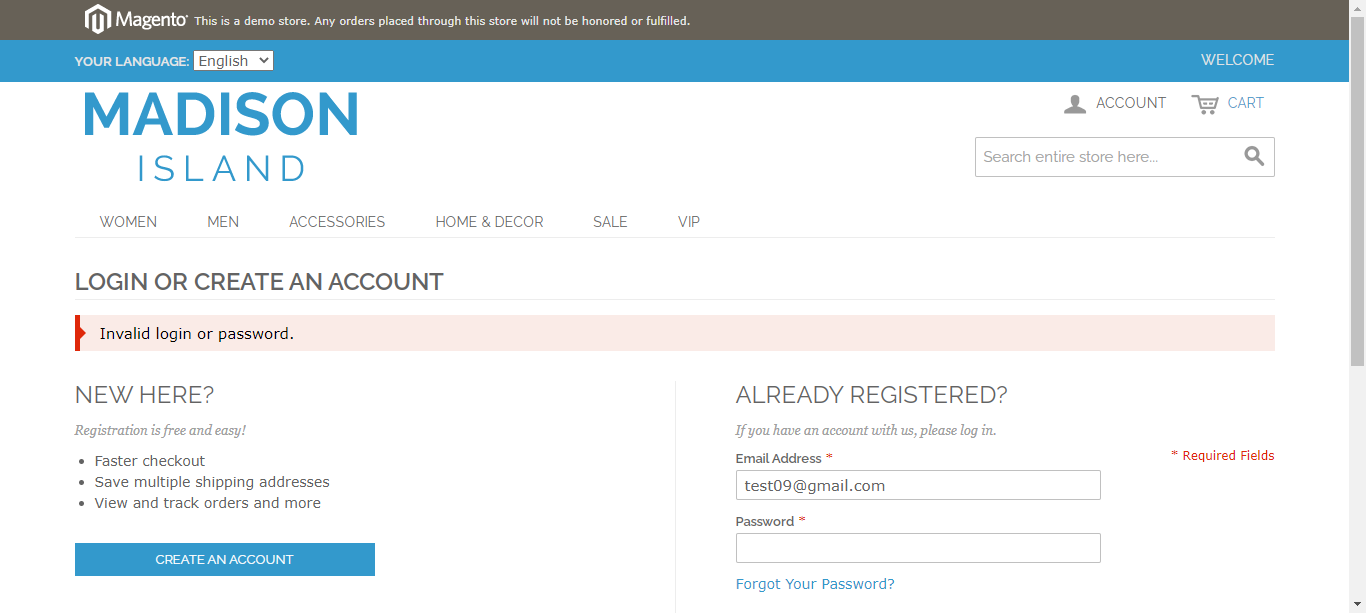 Magento This is a demo store. Any orders placed through this store will not be honored or fulfilled.
YOUR LANGUAGE: English WELCOME
MADISON
ISLAND
ACCOUNT CART
Search entire store here...
WOMEN MEN ACCESSORIES HOME & DECOR SALE VIP
LOGIN OR CREATE AN ACCOUNT
Invalid login or password.
NEW HERE?
Registration is free and easy!
• Faster checkout
• Save multiple shipping addresses
• View and track orders and more
CREATE AN ACCOUNT
ALREADY REGISTERED?
If you have an account with us, please log in.
Email Address * * Required Fields
test09@gmail.com
Password *
Forgot Your Password?